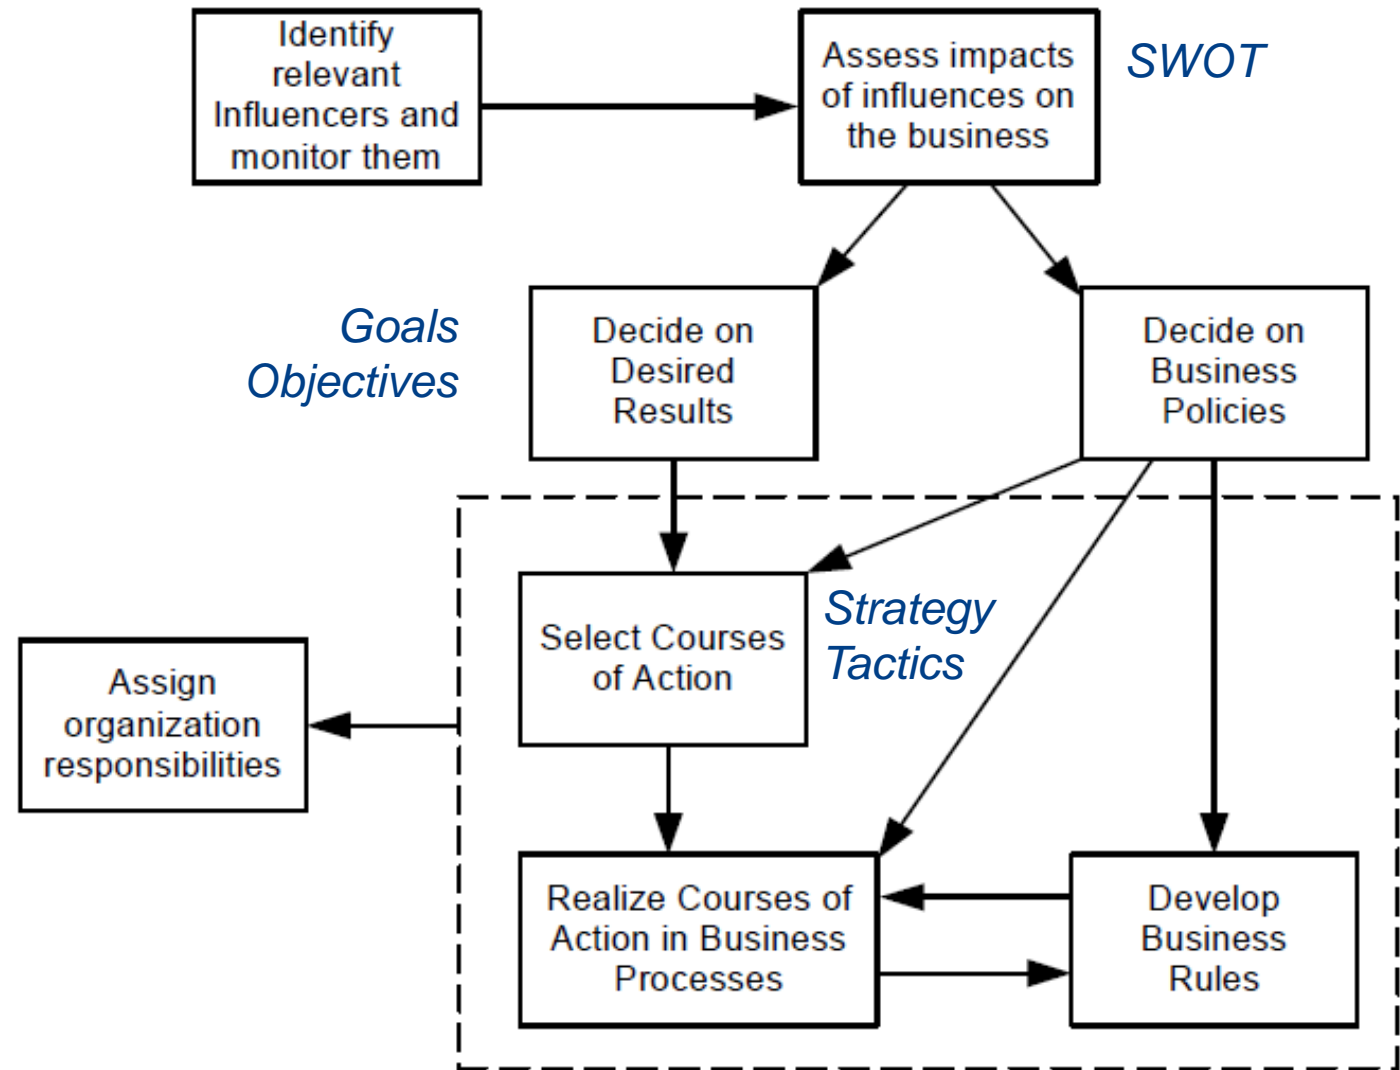 Identify
relevant
Influencers and
monitor them
Assess impacts
of influences on
the business
SWOT
Goals
Objectives
Decide on
Desired
Results
Decide on
Business
Policies
Select Courses
of Action
Strategy
Tactics
Assign
organization
responsibilities
Realize Courses of
Action in Business
Processes
Develop
Business
Rules